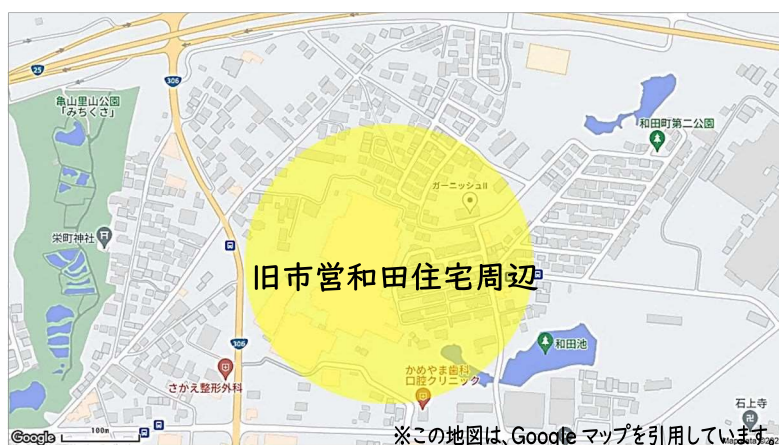 25
306
亀山里山公園
「みちくさ」
和田町第二公園
ガーニッシュII
栄町神社
旧市営和田住宅周辺
306
和田池
かめやま歯科
口腔クリニック
さかえ整形外科
石上寺
Google
100m
※この地図は、Google マップを引用しています。